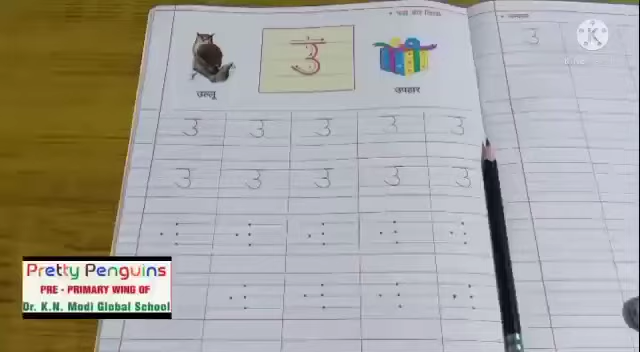 उ
उल्लू
उपहार
उ उ उ उ उ
उ उ उ उ उ
उ
K
Pretty Penguins
PRE - PRIMARY WING OF
Dr. K.N. Modi Global School